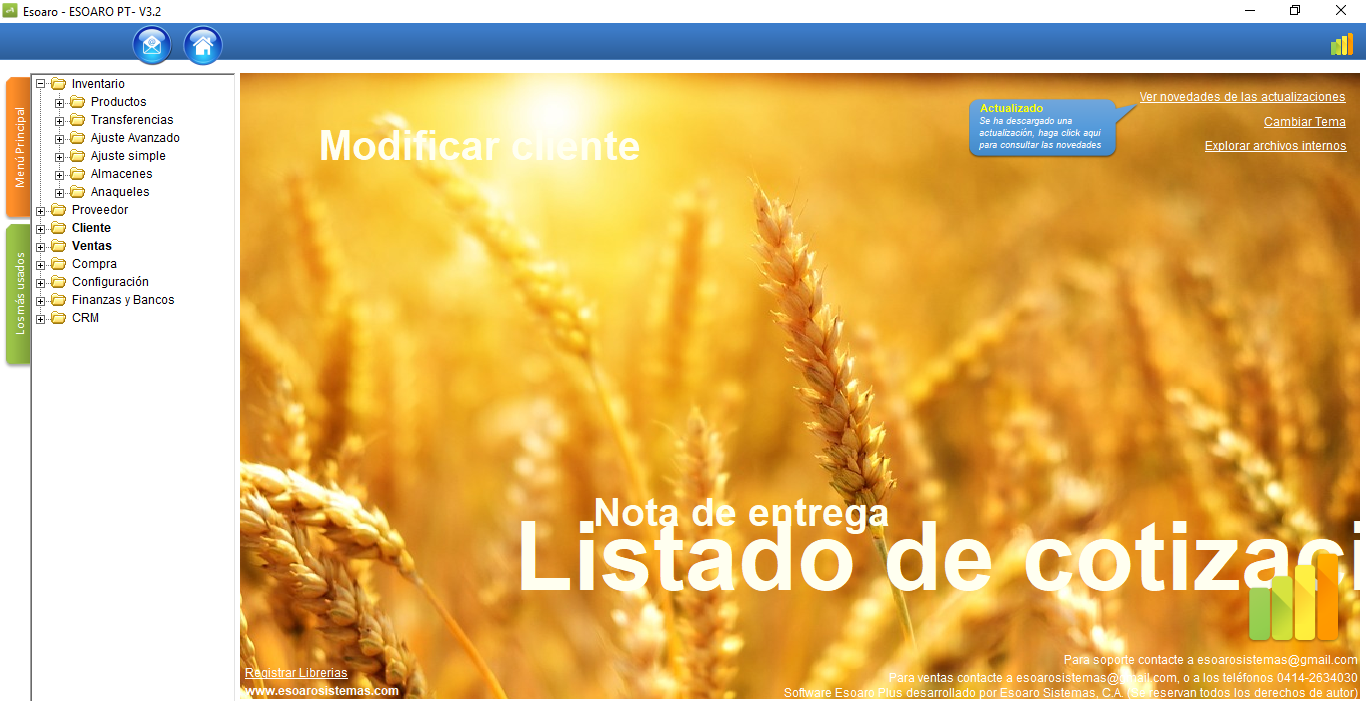 Esoaro - ESOARO PT- V3.2
Menú Principal
Los más usados
Inventario
Productos
Transferencias
Ajuste Avanzado
Ajuste simple
Almacenes
Anaqueles
Proveedor
Cliente
Ventas
Compra
Configuración
Finanzas y Bancos
CRM
Modificar cliente
Actualizado
Se ha descargado una
actualización, haga click aqui
para consultar las novedades
Ver novedades de las actualizaciones
Cambiar Tema
Explorar archivos internos
Nota de entrega
Listado de cotizaci
Registrar Librerias
www.esoarosistemas.com
Para soporte contacte a esoarosistemas@gmail.com
Para ventas contacte a esoarosistemas@gmail.com, o a los teléfonos 0414-2634030
Software Esoaro Plus desarrollado por Esoaro Sistemas, C.A. (Se reservan todos los derechos de autor)